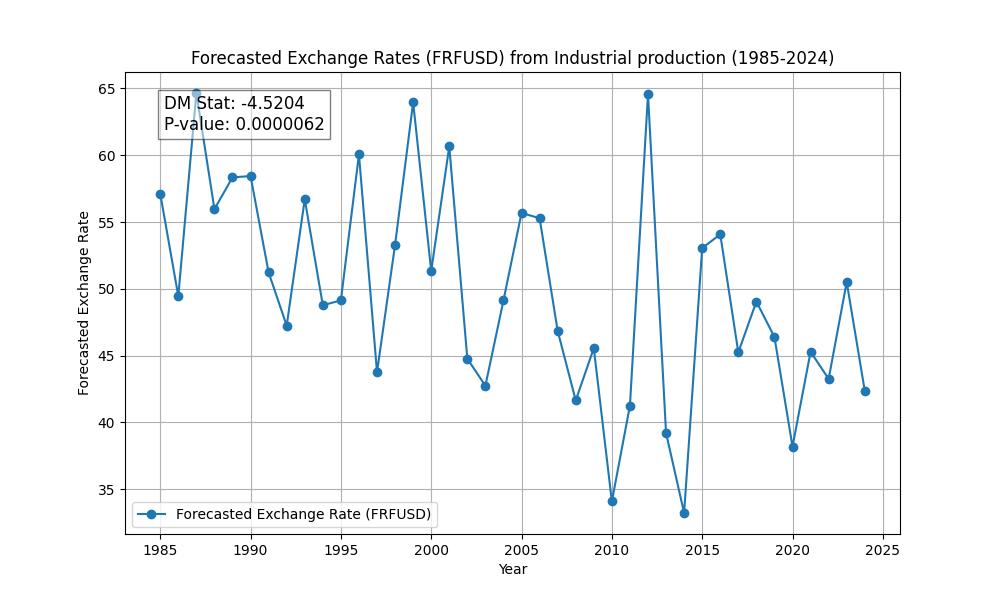 Forecasted Exchange Rates (FRFUSD) from Industrial production (1985-2024)
DM Stat: -4.5204
P-value: 0.0000062
65
60
55
50
45
40
35
Forecasted Exchange Rate
Forecasted Exchange Rate (FRFUSD)
1985 1990 1995 2000 2005 2010 2015 2020 2025
Year